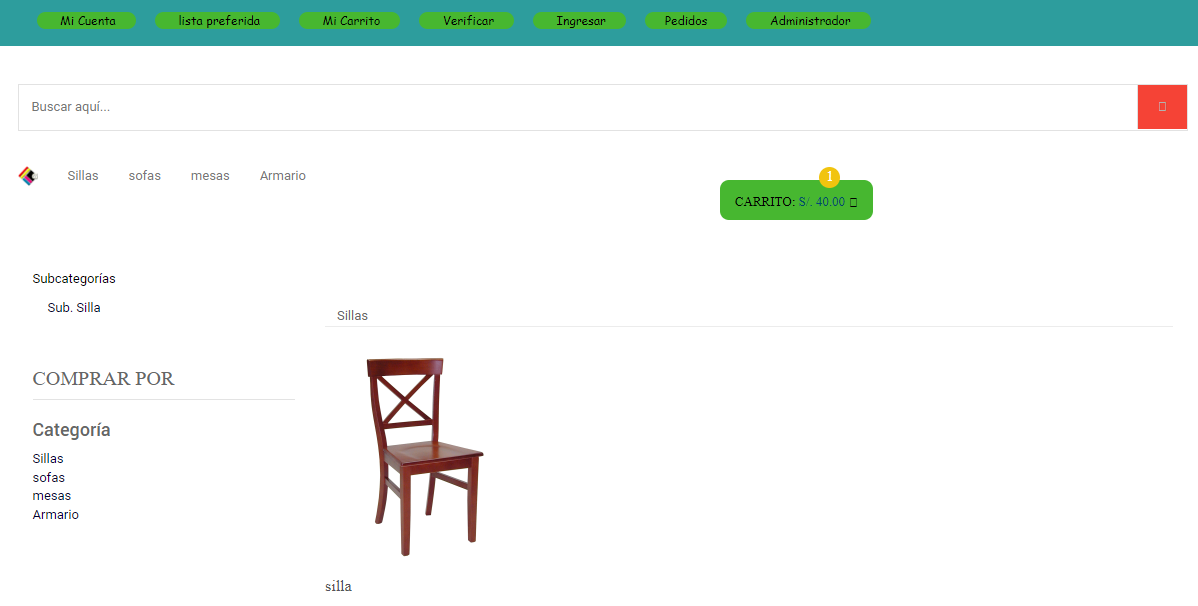 Mi Cuenta lista preferida Mi Carrito Verificar Ingresar Pedidos Administrador
Buscar aquí...
Sillas sofas mesas Armario
1
CARRITO: S/. 40.00
Subcategorías
Sub. Silla
Sillas
COMPRAR POR
Categoría
Sillas
sofas
mesas
Armario
silla